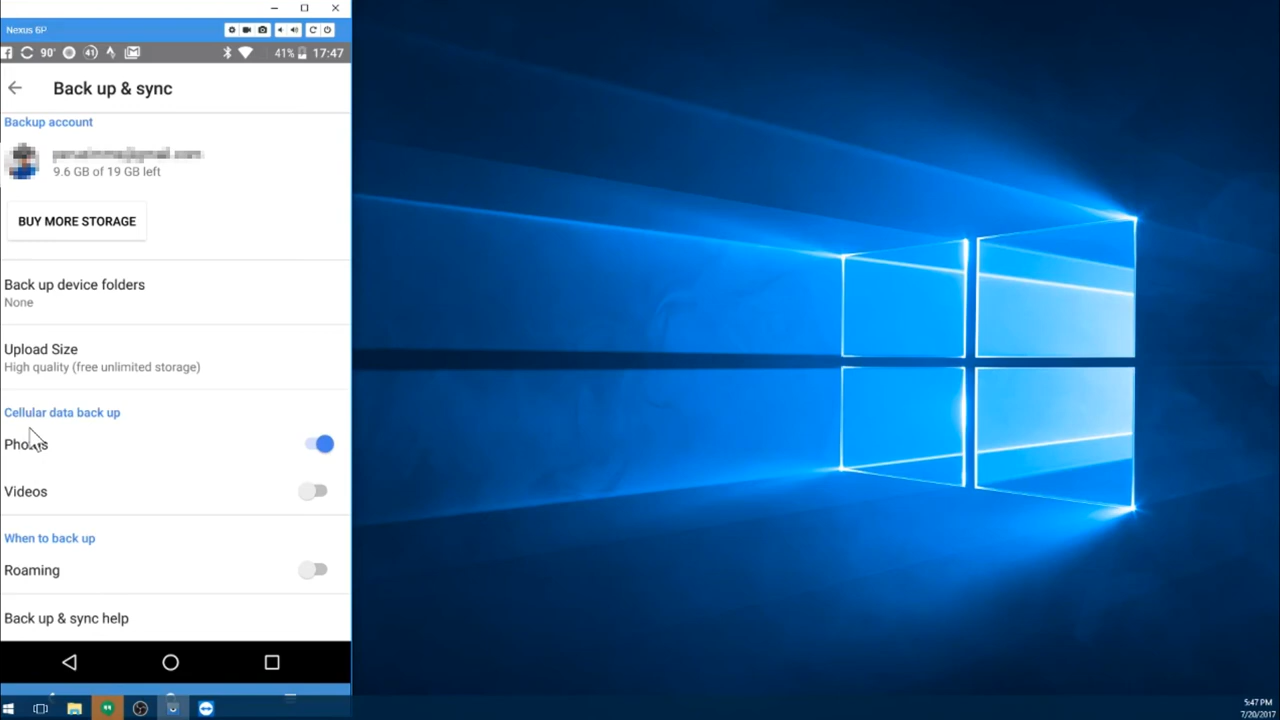 Nexus 6P
90° 41 41% 17:47
Back up & sync
Backup account
9.6 GB of 19 GB left
BUY MORE STORAGE
Back up device folders
None
Upload Size
High quality (free unlimited storage)
Cellular data back up
Photos
Videos
When to back up
Roaming
Back up & sync help
5:47 PM
7/20/2017